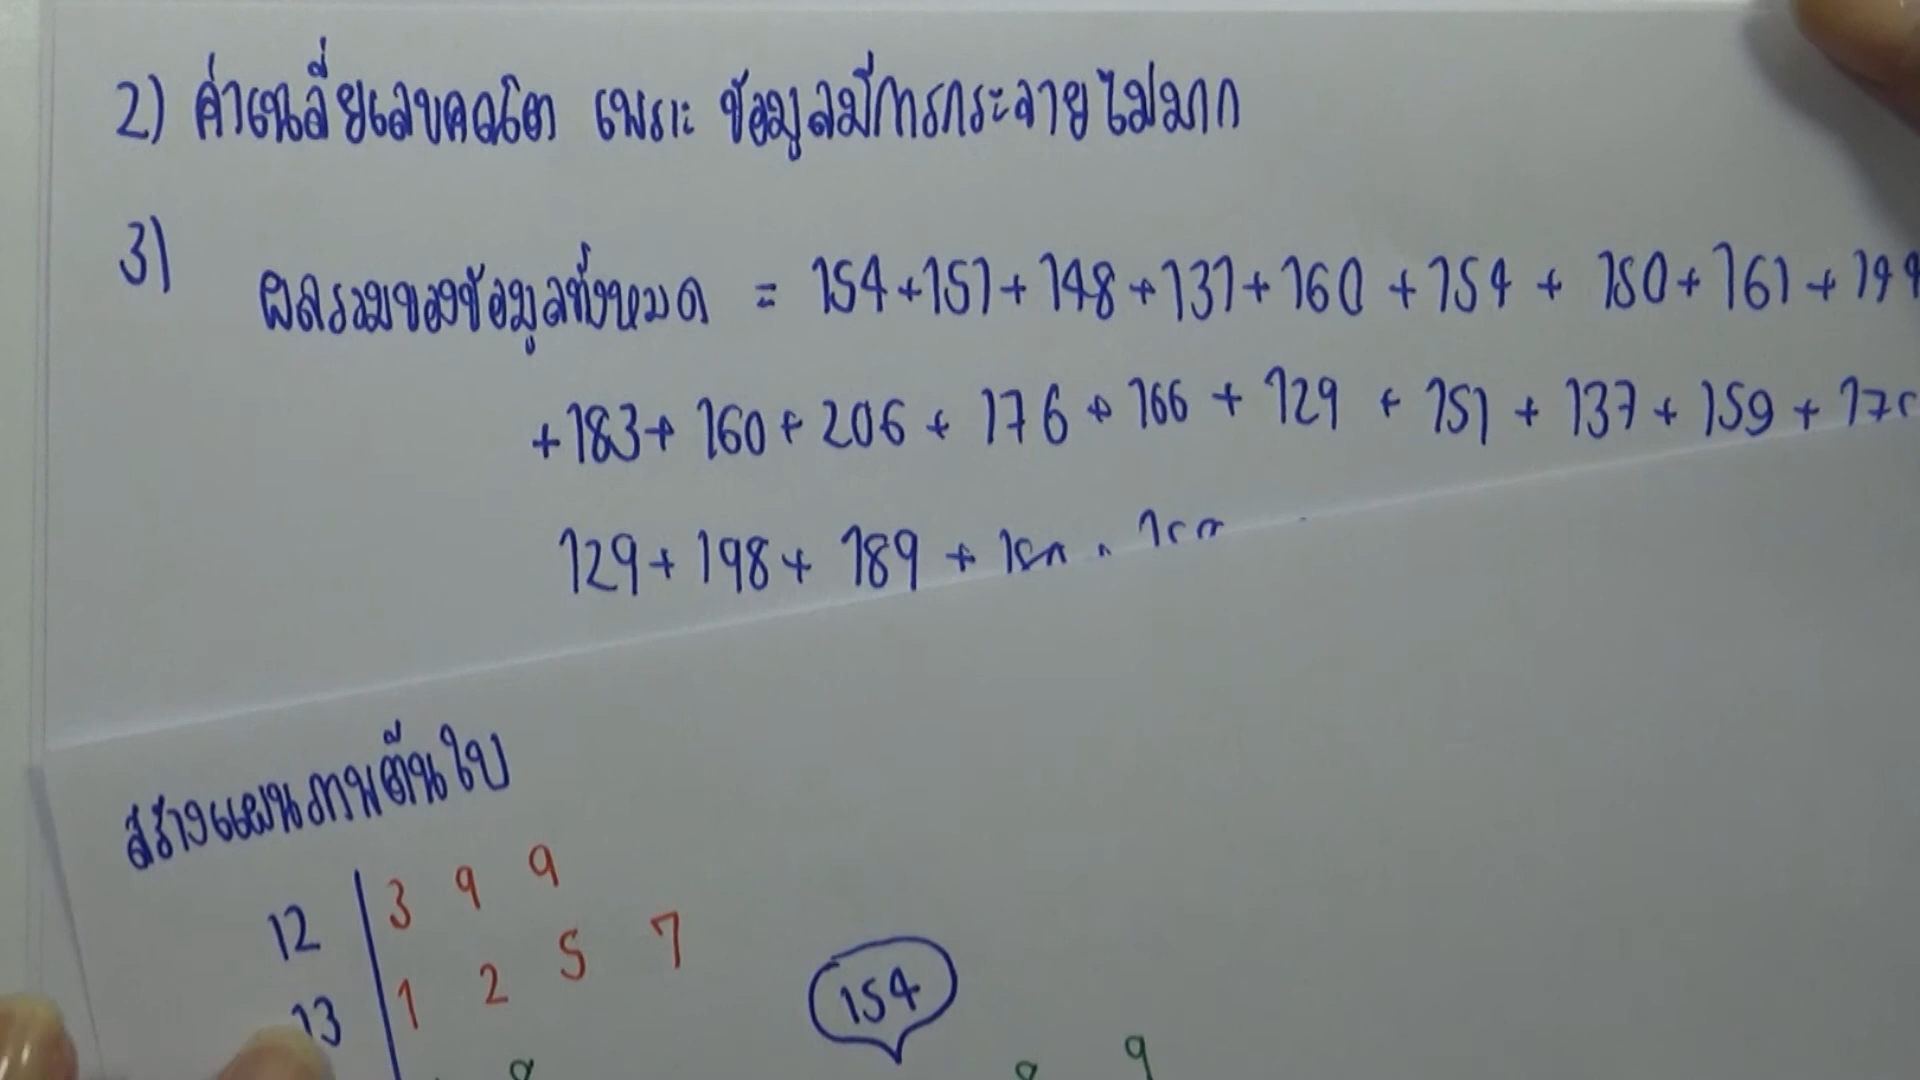 2) ค่าเฉลี่ยเลขคณิต เพราะ ข้อมูลมีการกระจายไม่มาก
3)
ผลรวมของข้อมูลทั้งหมด = 154+151+148+131+160+154+150+161+
+183+160+206+176+166+129+151+137+159+
129+198+189+
สร้างแผนภาพต้นใบ
12 | 3 9 9
13 | 1 2 5 7
154
9